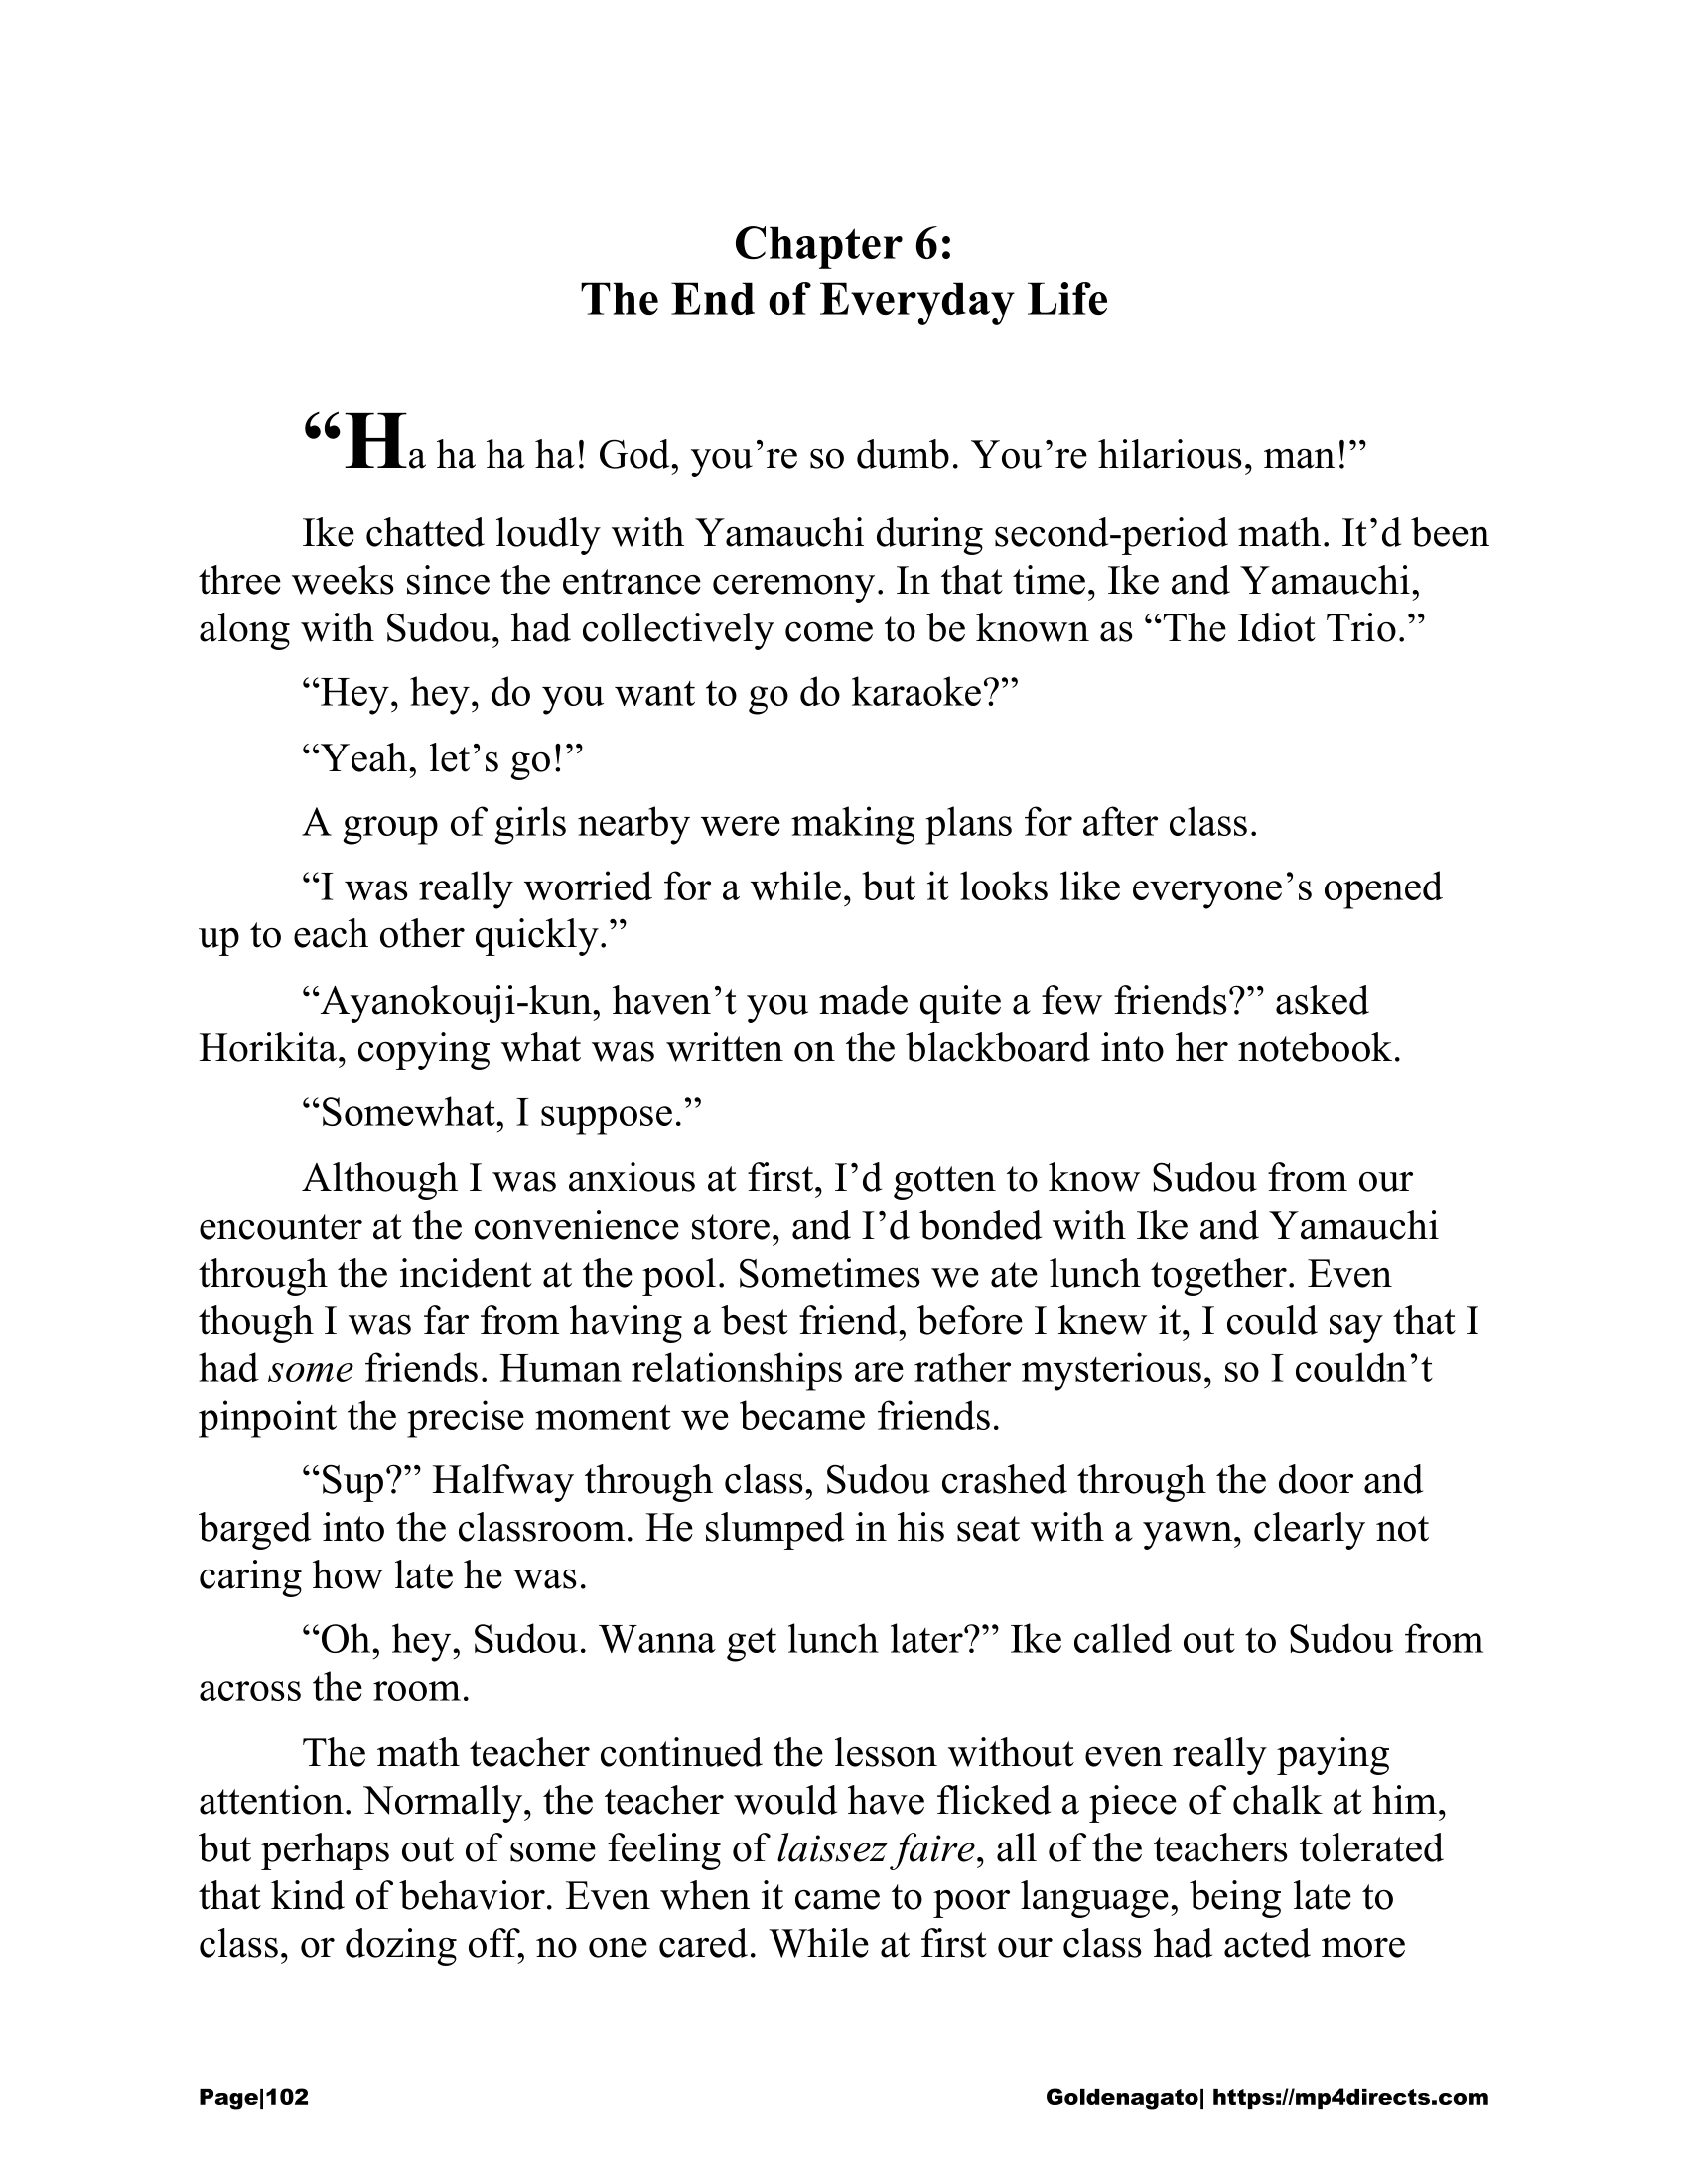 Chapter 6:
The End of Everyday Life
“Ha ha ha ha! God, you’re so dumb. You’re hilarious, man!”
Ike chatted loudly with Yamauchi during second-period math. It’d been
three weeks since the entrance ceremony. In that time, Ike and Yamauchi,
along with Sudou, had collectively come to be known as “The Idiot Trio.”
“Hey, hey, do you want to go do karaoke?”
“Yeah, let’s go!”
A group of girls nearby were making plans for after class.
“I was really worried for a while, but it looks like everyone’s opened
up to each other quickly.”
“Ayanokouji-kun, haven’t you made quite a few friends?” asked
Horikita, copying what was written on the blackboard into her notebook.
“Somewhat, I suppose.”
Although I was anxious at first, I’d gotten to know Sudou from our
encounter at the convenience store, and I’d bonded with Ike and Yamauchi
through the incident at the pool. Sometimes we ate lunch together. Even
though I was far from having a best friend, before I knew it, I could say that I
had some friends. Human relationships are rather mysterious, so I couldn’t
pinpoint the precise moment we became friends.
“Sup?” Halfway through class, Sudou crashed through the door and
barged into the classroom. He slumped in his seat with a yawn, clearly not
caring how late he was.
“Oh, hey, Sudou. Wanna get lunch later?” Ike called out to Sudou from
across the room.
The math teacher continued the lesson without even really paying
attention. Normally, the teacher would have flicked a piece of chalk at him,
but perhaps out of some feeling of laissez faire, all of the teachers tolerated
that kind of behavior. Even when it came to poor language, being late to
class, or dozing off, no one cared. While at first our class had acted more
Page|102 Goldenagato| https://mp4directs.com